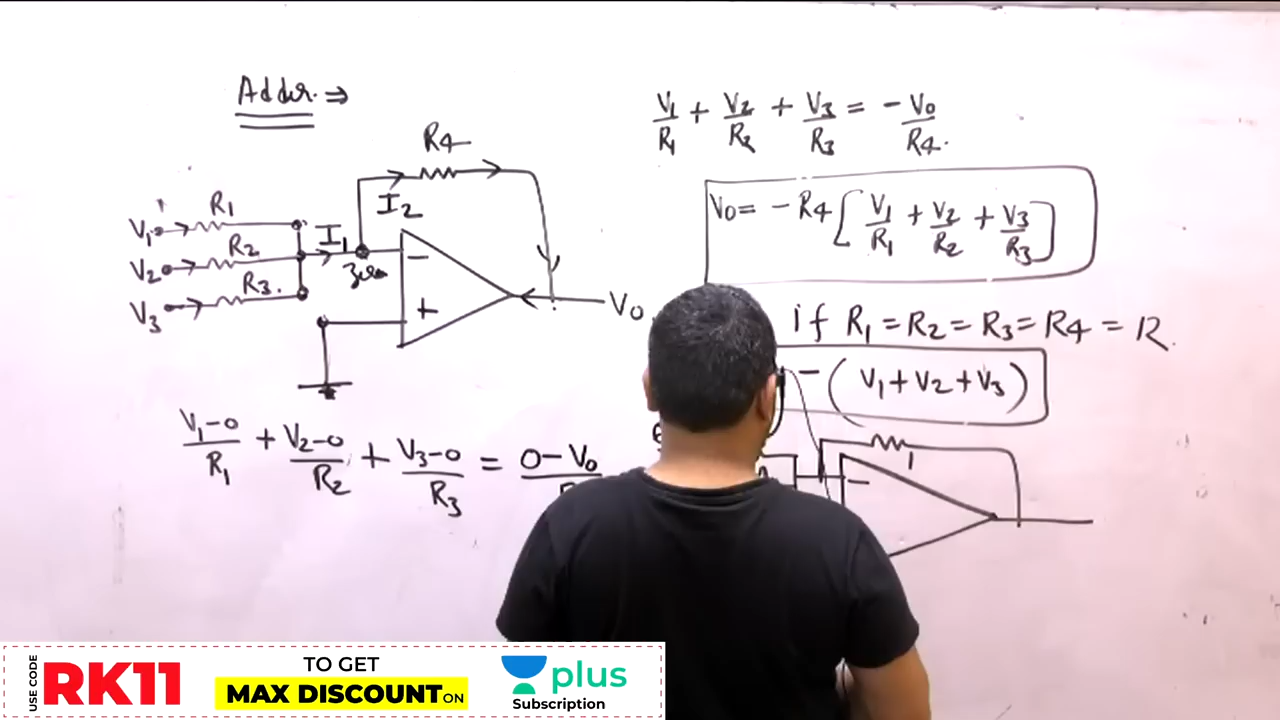 Adder ⇒
R4
I2
R1
V1
I1
R2
V2
Zero
R3.
V3
−
+
V0
V1-0/R1 + V2-0/R2 + V3-0/R3 = 0-V0/
V1/R1 + V2/R2 + V3/R3 = -V0/R4.
V0 = -R4[V1/R1 + V2/R2 + V3/R3]
if R1 = R2 = R3 = R4 = R.
-(V1+V2+V3)
1
−
USE CODE
RK11
TO GET
MAX DISCOUNT ON
plus
Subscription